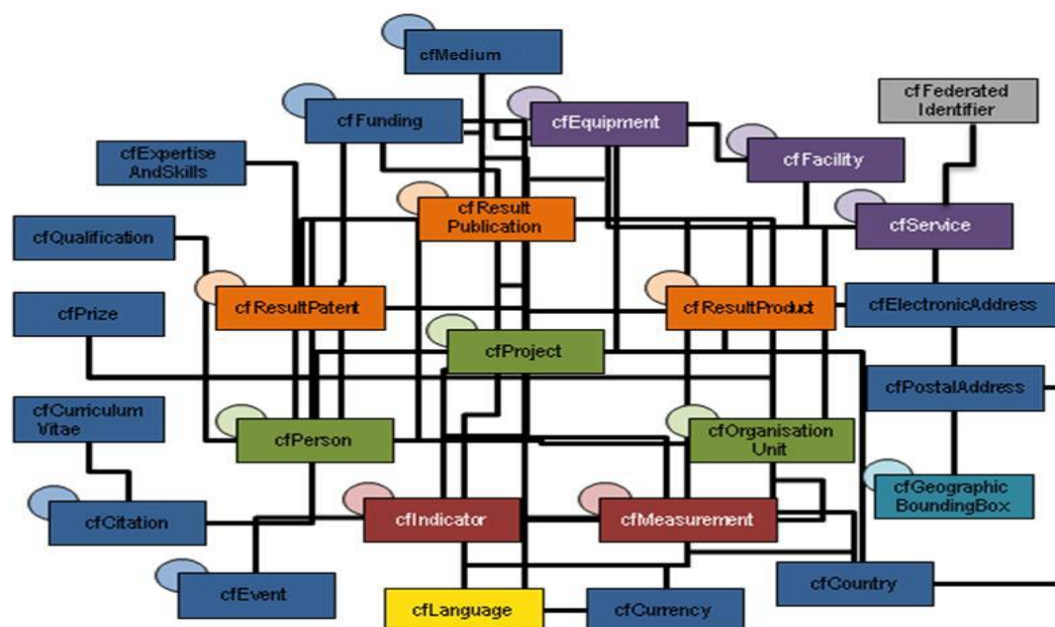 cfMedium
cfFunding
cfEquipment
cfFederated
Identifier
cfExpertise
AndSkills
cfFacility
cfResult
Publication
cfQualification
cfService
cfPrize
cfResultPatent
cfResultProduct
cfElectronicAddress
cfProject
cfPostalAddress
cfCurriculum
Vitae
cfPerson
cfOrganisation
Unit
cfGeographic
BoundingBox
cfCitation
cfIndicator
cfMeasurement
cfEvent
cfLanguage
cfCurrency
cfCountry